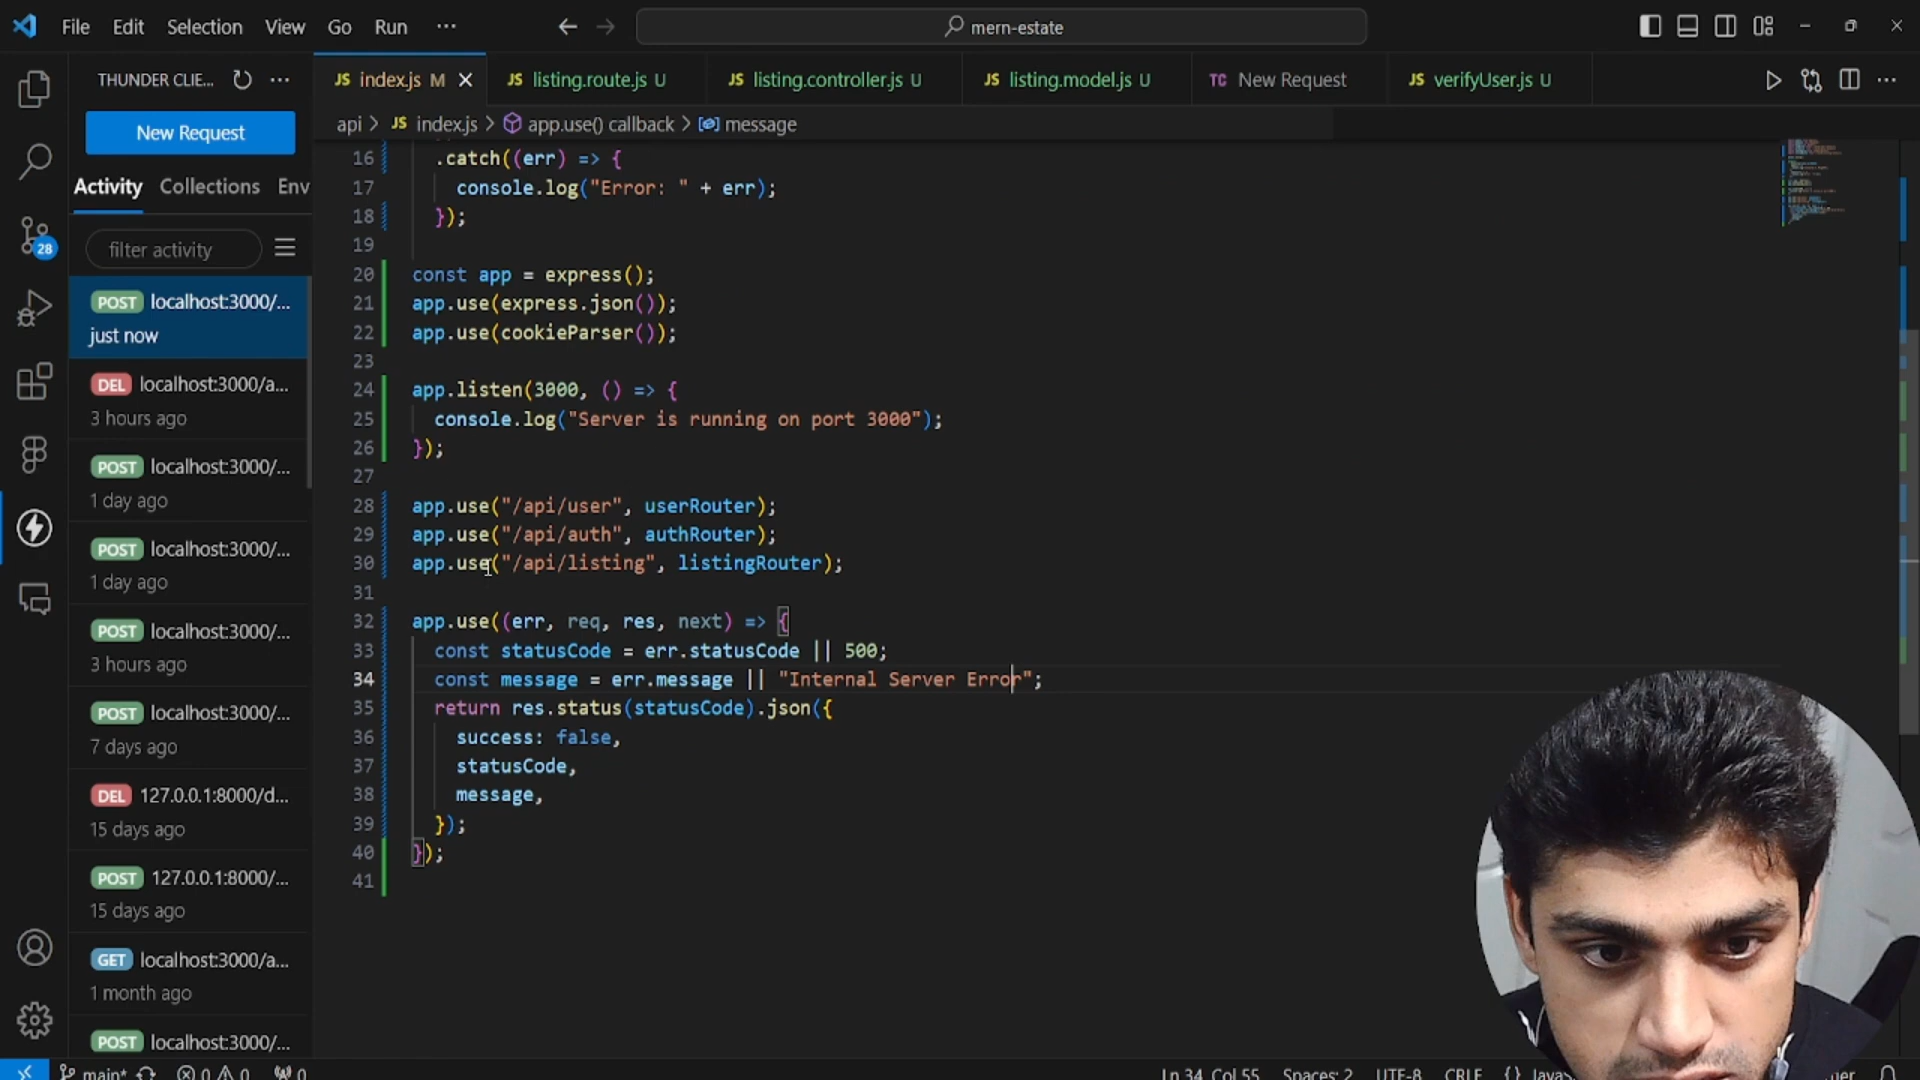 File Edit Selection View Go Run ···
mern-estate
THUNDER CLIE... ···
New Request
Activity Collections Env
filter activity
POST localhost:3000/...
just now
DEL localhost:3000/a...
3 hours ago
POST localhost:3000/...
1 day ago
POST localhost:3000/...
1 day ago
POST localhost:3000/...
3 hours ago
POST localhost:3000/...
7 days ago
DEL 127.0.0.1:8000/d...
15 days ago
POST 127.0.0.1:8000/...
15 days ago
GET localhost:3000/a...
1 month ago
POST localhost:3000/...
28
JS index.js M JS listing.route.js U JS listing.controller.js U JS listing.model.js U TC New Request JS verifyUser.js U ···
api > JS index.js > app.use() callback > message
16 .catch((err) => {
17 console.log("Error: " + err);
18 });
19
20 const app = express();
21 app.use(express.json());
22 app.use(cookieParser());
23
24 app.listen(3000, () => {
25 console.log("Server is running on port 3000");
26 });
27
28 app.use("/api/user", userRouter);
29 app.use("/api/auth", authRouter);
30 app.use("/api/listing", listingRouter);
31
32 app.use((err, req, res, next) => {
33 const statusCode = err.statusCode || 500;
34 const message = err.message || "Internal Server Error";
35 return res.status(statusCode).json({
36 success: false,
37 statusCode,
38 message,
39 });
40 });
41
main* 0 0 0 Ln 34, Col 55 Spaces: 2 UTF-8 CRLF {}